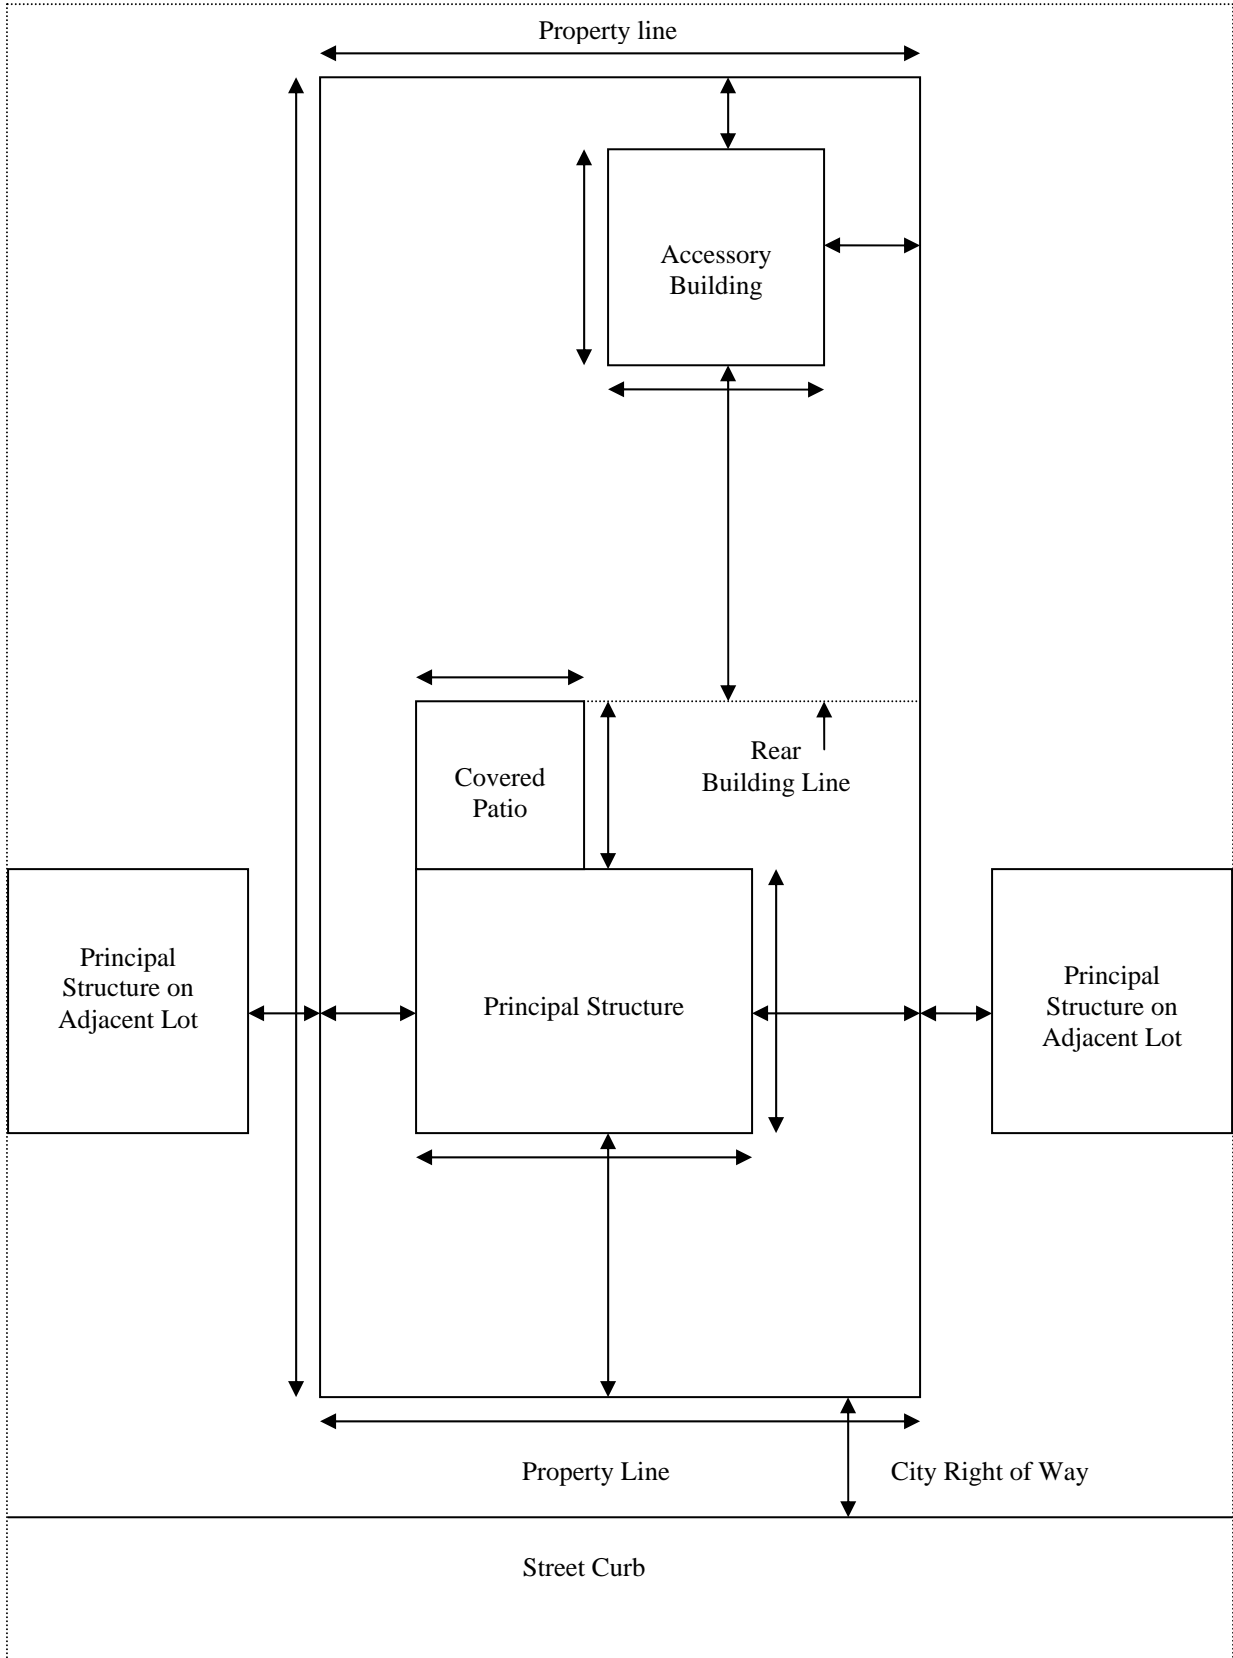 Property line
Accessory
Building
Rear
Building Line
Covered
Patio
Principal
Structure on
Adjacent Lot
Principal Structure
Principal
Structure on
Adjacent Lot
Property Line
City Right of Way
Street Curb